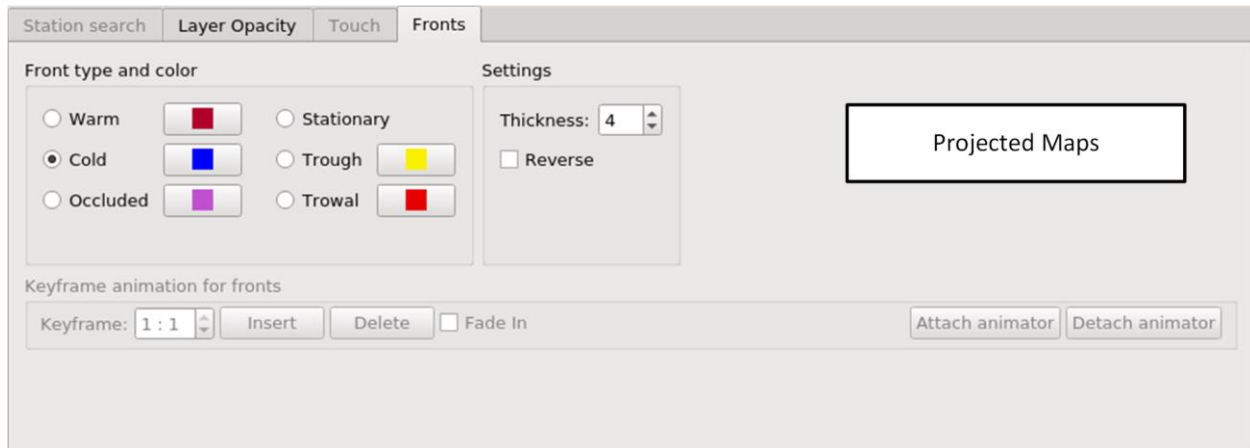 Station search Layer Opacity Touch Fronts
Front type and color Settings
Warm Stationary Thickness: 4
Projected Maps
Cold Trough Reverse
Occluded Trowal
Keyframe animation for fronts
Keyframe: 1 : 1 Insert Delete Fade In Attach animator Detach animator